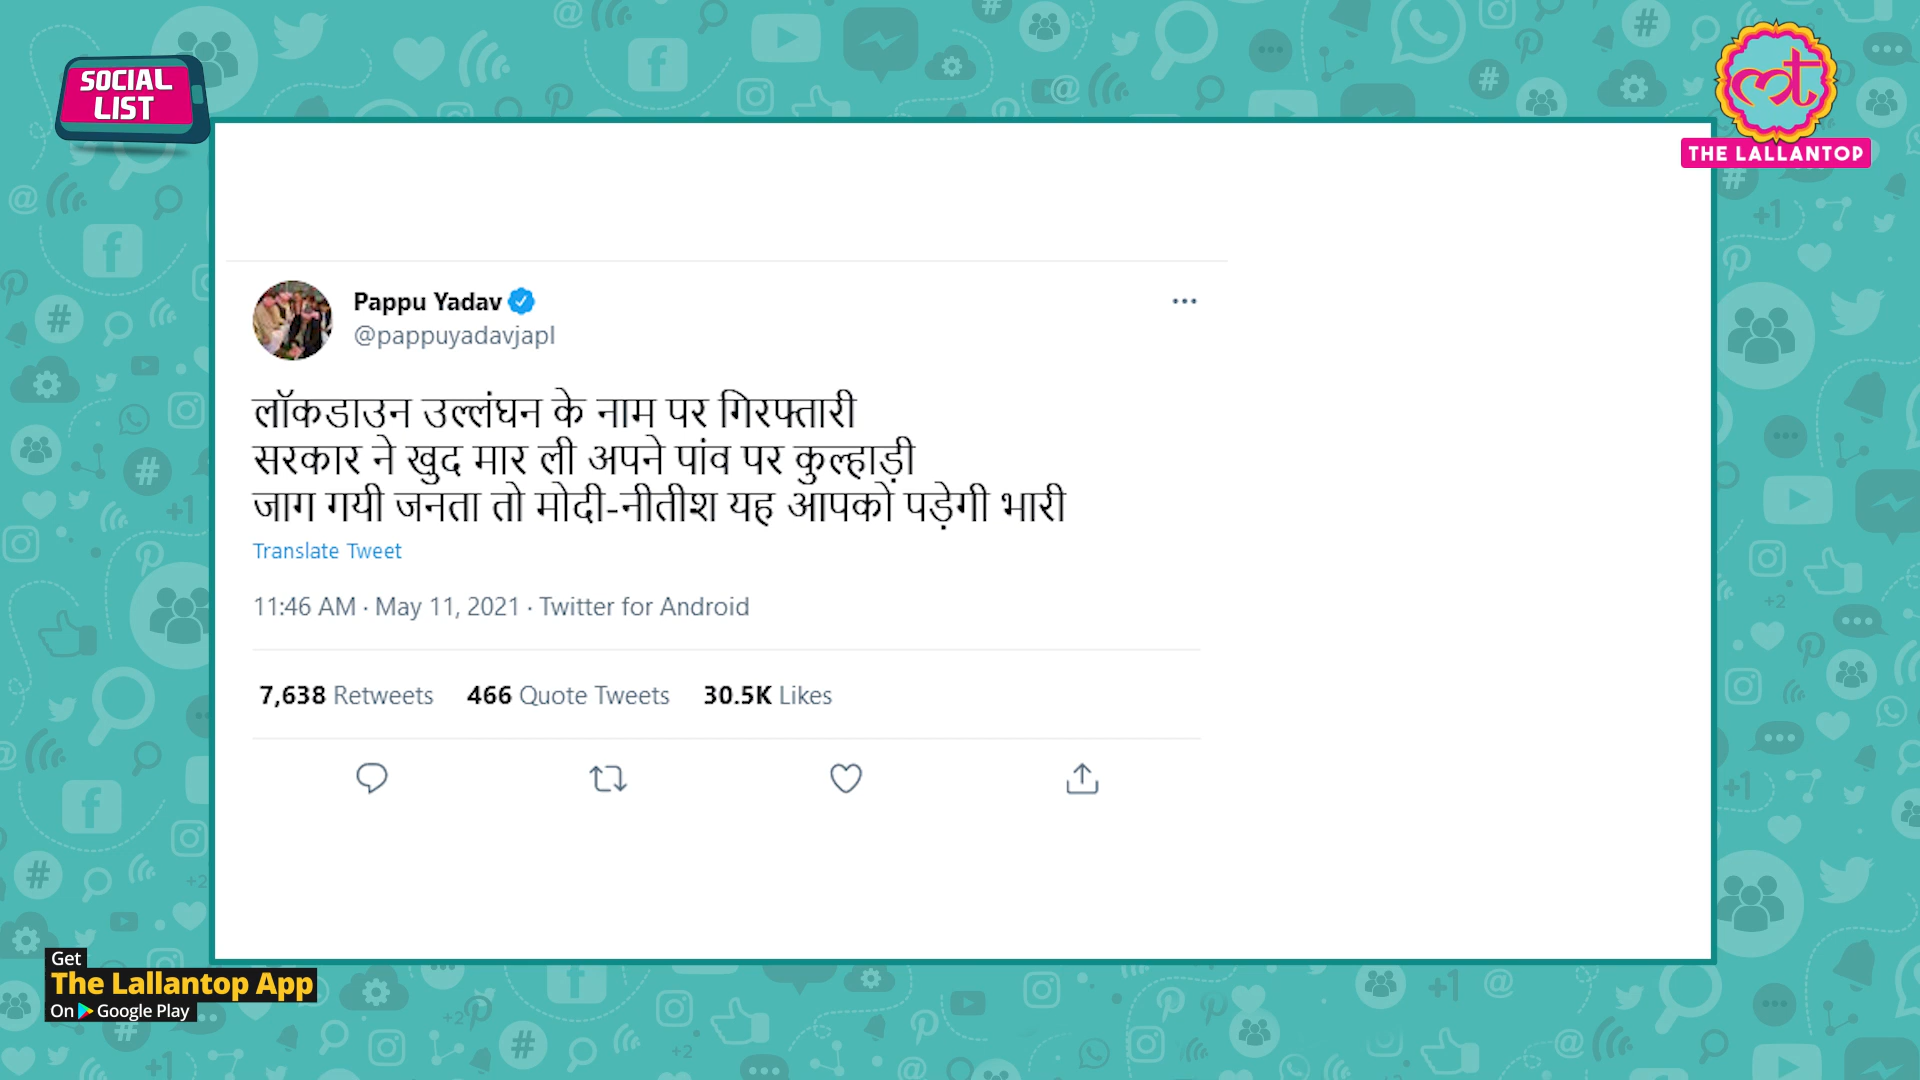 SOCIAL
LIST
THE LALLANTOP
Pappu Yadav
@pappuyadavjapl
लॉकडाउन उल्लंघन के नाम पर गिरफ्तारी
सरकार ने खुद मार ली अपने पांव पर कुल्हाड़ी
जाग गयी जनता तो मोदी-नीतीश यह आपको पड़ेगी भारी
Translate Tweet
11:46 AM · May 11, 2021 · Twitter for Android
7,638 Retweets 466 Quote Tweets 30.5K Likes
Get
The Lallantop App
On Google Play